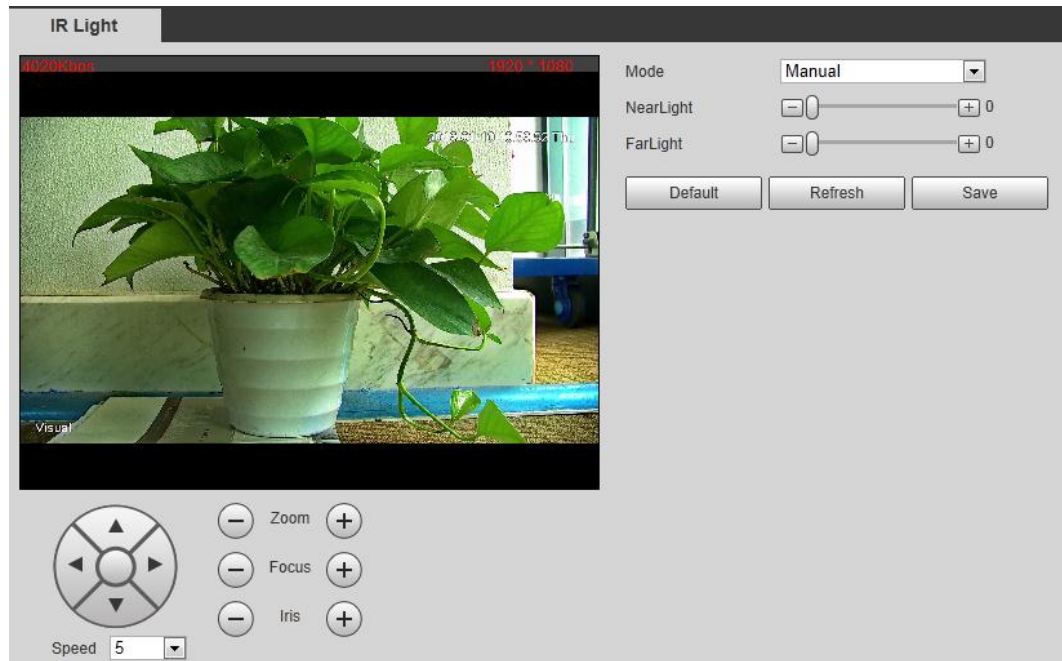 IR Light
4020Kbps 1920 * 1080
Visual
Mode Manual
NearLight 0
FarLight 0
Default Refresh Save
Zoom
Focus
Iris
Speed 5